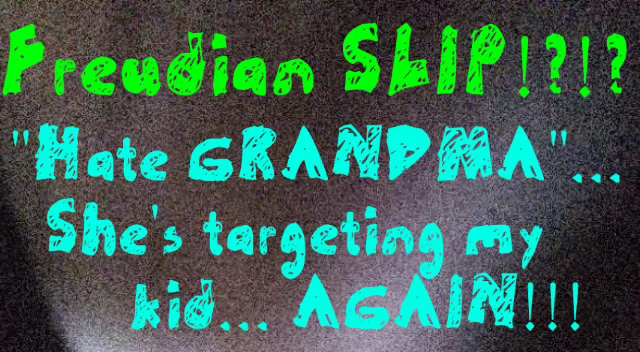 Freudian SLIP!?!?
"Hate GRANDMA"...
She's targeting my
kid... AGAIN!!!